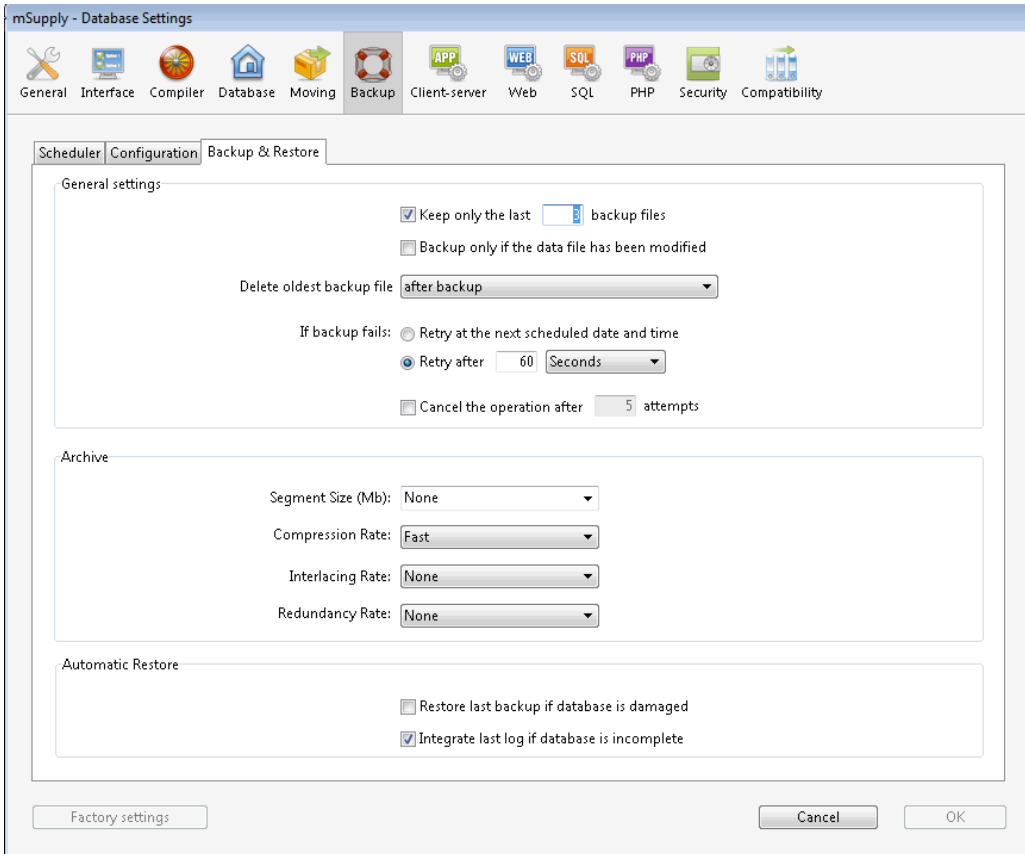 mSupply - Database Settings
General Interface Compiler Database Moving Backup Client-server Web SQL PHP Security Compatibility
APP WEB SQL PHP
Scheduler Configuration Backup & Restore
General settings
Keep only the last 3 backup files
Backup only if the data file has been modified
Delete oldest backup file after backup
If backup fails: Retry at the next scheduled date and time
Retry after 60 Seconds
Cancel the operation after 5 attempts
Archive
Segment Size (Mb): None
Compression Rate: Fast
Interlacing Rate: None
Redundancy Rate: None
Automatic Restore
Restore last backup if database is damaged
Integrate last log if database is incomplete
Factory settings Cancel OK